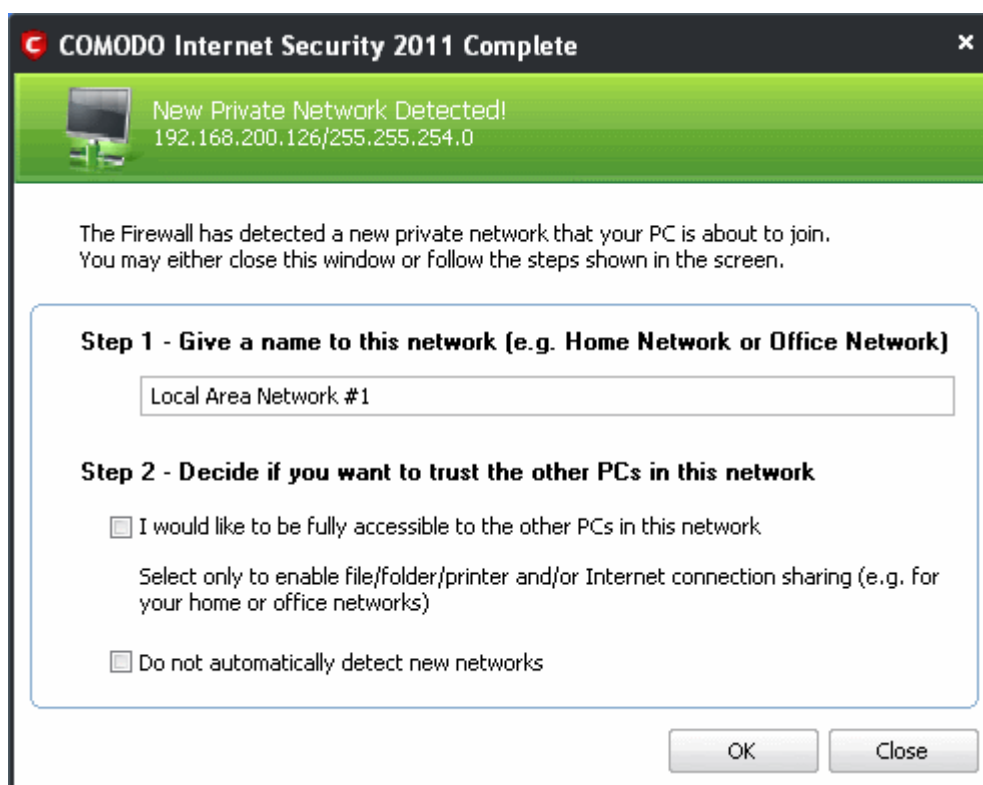 COMODO Internet Security 2011 Complete
New Private Network Detected!
192.168.200.126/255.255.254.0
The Firewall has detected a new private network that your PC is about to join.
You may either close this window or follow the steps shown in the screen.
Step 1 - Give a name to this network (e.g. Home Network or Office Network)
Local Area Network #1
Step 2 - Decide if you want to trust the other PCs in this network
I would like to be fully accessible to the other PCs in this network
Select only to enable file/folder/printer and/or Internet connection sharing (e.g. for
your home or office networks)
Do not automatically detect new networks
OK
Close